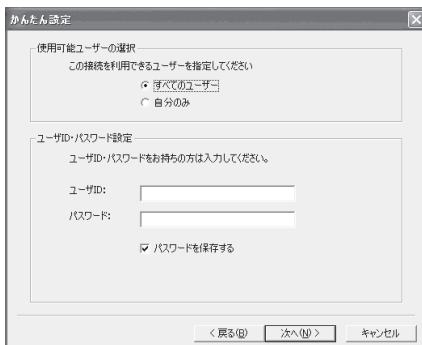 かんたん設定
使用可能ユーザーの選択
この接続を利用できるユーザーを指定してください
すべてのユーザー
自分のみ
ユーザID・パスワード設定
ユーザID・パスワードをお持ちの方は入力してください。
ユーザID:
パスワード:
パスワードを保存する
< 戻る(B) 次へ(N) > キャンセル